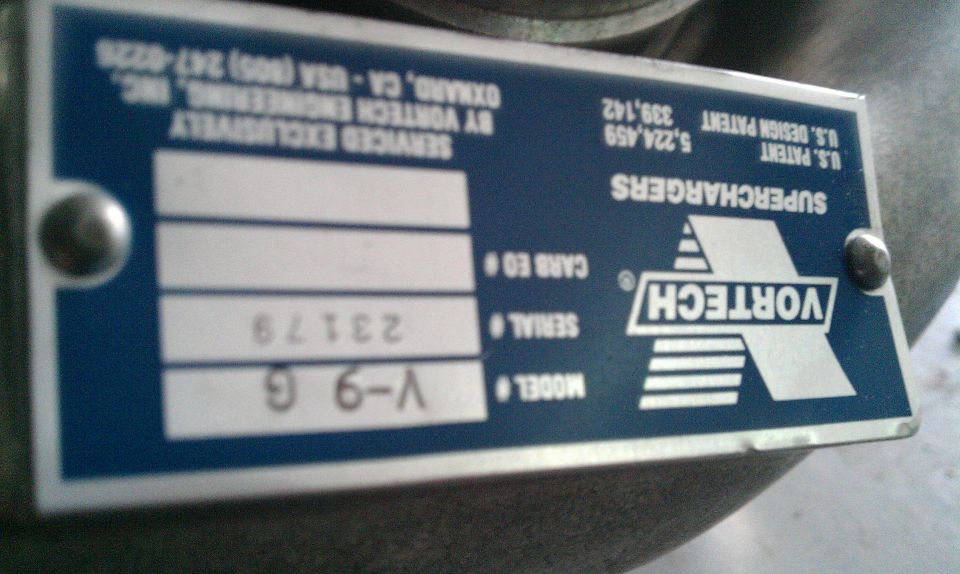 VORTECH®
SUPERCHARGERS
U.S. PATENT 5,224,459
U.S. DESIGN PATENT 339,142
MODEL # V-9 G
SERIAL # 23179
CARB EO #
SERVICED EXCLUSIVELY
BY VORTECH ENGINEERING, INC.
OXNARD, CA - USA (805) 247-0226